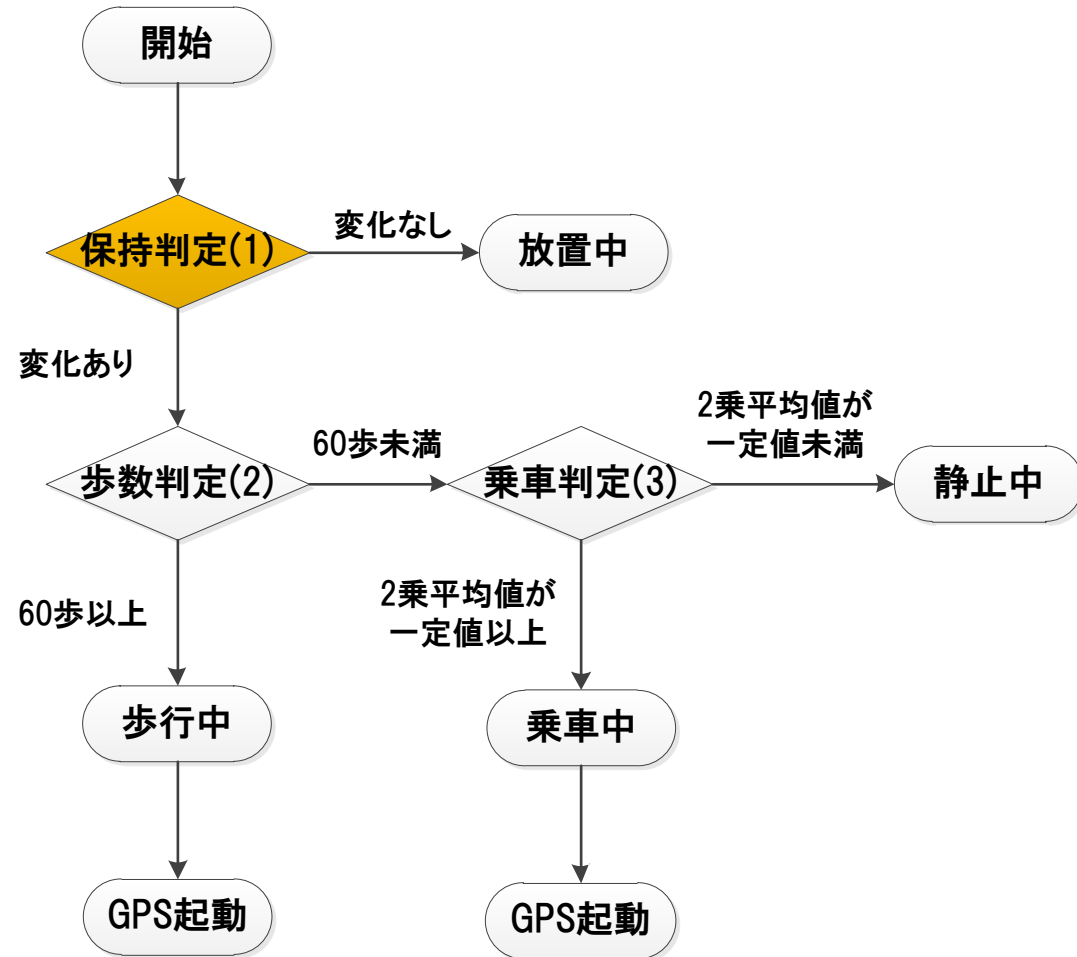 開始
保持判定(1)
変化なし
放置中
変化あり
歩数判定(2)
60歩未満
乗車判定(3)
2乗平均値が
一定値未満
静止中
60歩以上
2乗平均値が
一定値以上
歩行中
乗車中
GPS起動
GPS起動